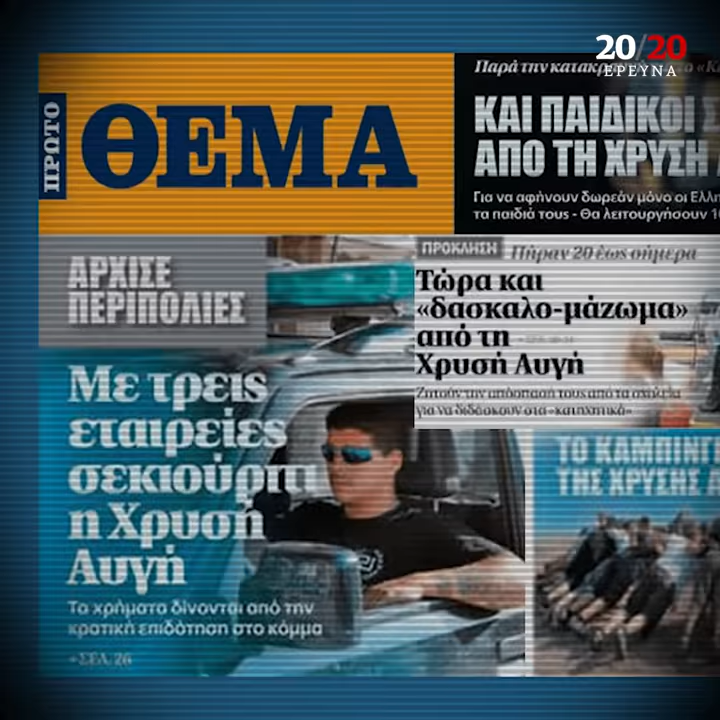 20/20
ΕΡΕΥΝΑ
ΠΡΩΤΟ
ΘΕΜΑ
Παρά την
ΚΑΙ ΠΑΙΔΙΚΟΙ
ΑΠΟ ΤΗ ΧΡΥΣΗ
Για να αφήνουν δωρεάν μόνο οι
τα παιδιά τους - Θα λειτουργήσουν
ΑΡΧΙΣΕ
ΠΕΡΙΠΟΛΙΕΣ
ΠΡΟΚΛΗΣΗ Πήραν 20 έως σήμερα
Τώρα και
«δασκαλο-μάζωμα»
από τη
Χρυσή Αυγή
Ζητούν την απόσπασή τους από τα σχολεία
για να διδάσκουν στα «κατηχητικά»
Με τρεις
εταιρείες
σεκιούριτι
η Χρυσή
Αυγή
Τα χρήματα δίνονται από την
κρατική επιδότηση στο κόμμα
ΣΕΛ. 26
ΤΟ ΚΑΜΠΙΝΓΚ
ΤΗΣ ΧΡΥΣΗΣ